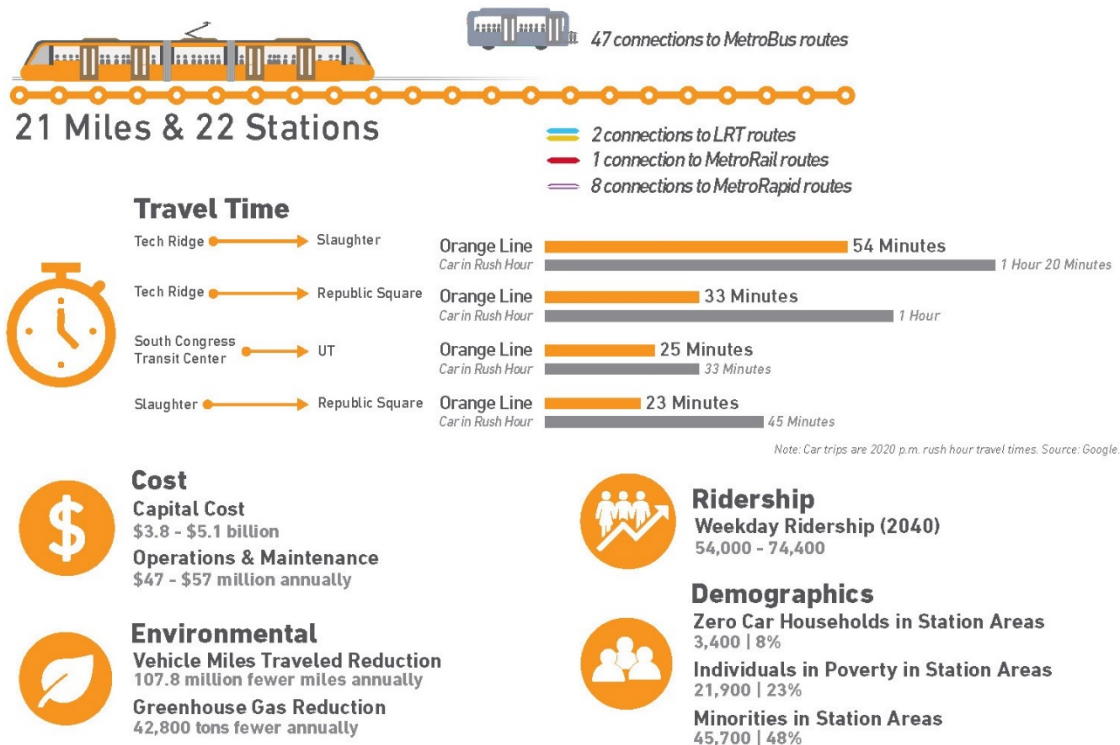 47 connections to MetroBus routes
21 Miles & 22 Stations
2 connections to LRT routes
1 connection to MetroRail routes
8 connections to MetroRapid routes
Travel Time
Tech Ridge Slaughter Orange Line 54 Minutes
Car in Rush Hour 1 Hour 20 Minutes
Tech Ridge Republic Square Orange Line 33 Minutes
Car in Rush Hour 1 Hour
South Congress
Transit Center UT Orange Line 25 Minutes
Car in Rush Hour 33 Minutes
Slaughter Republic Square Orange Line 23 Minutes
Car in Rush Hour 45 Minutes
Note: Car trips are 2020 p.m. rush hour travel times. Source: Google.
Cost
Capital Cost
$3.8 - $5.1 billion
Operations & Maintenance
$47 - $57 million annually
Environmental
Vehicle Miles Traveled Reduction
107.8 million fewer miles annually
Greenhouse Gas Reduction
42,800 tons fewer annually
Ridership
Weekday Ridership (2040)
54,000 - 74,400
Demographics
Zero Car Households in Station Areas
3,400 | 8%
Individuals in Poverty in Station Areas
21,900 | 23%
Minorities in Station Areas
45,700 | 48%